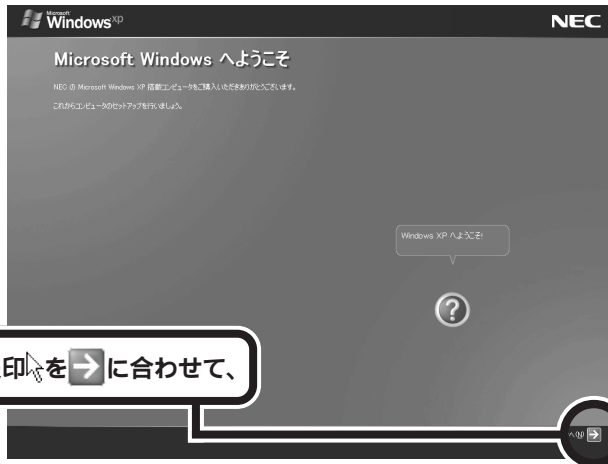 Microsoft
Windows xp
NEC
Microsoft Windows へようこそ
NEC の Microsoft Windows XP 搭載コンピュータをご購入いただきありがとうございます。
これからコンピュータのセットアップを行いましょう。
Windows XP へようこそ!
?
印を→に合わせて、
へ(N)